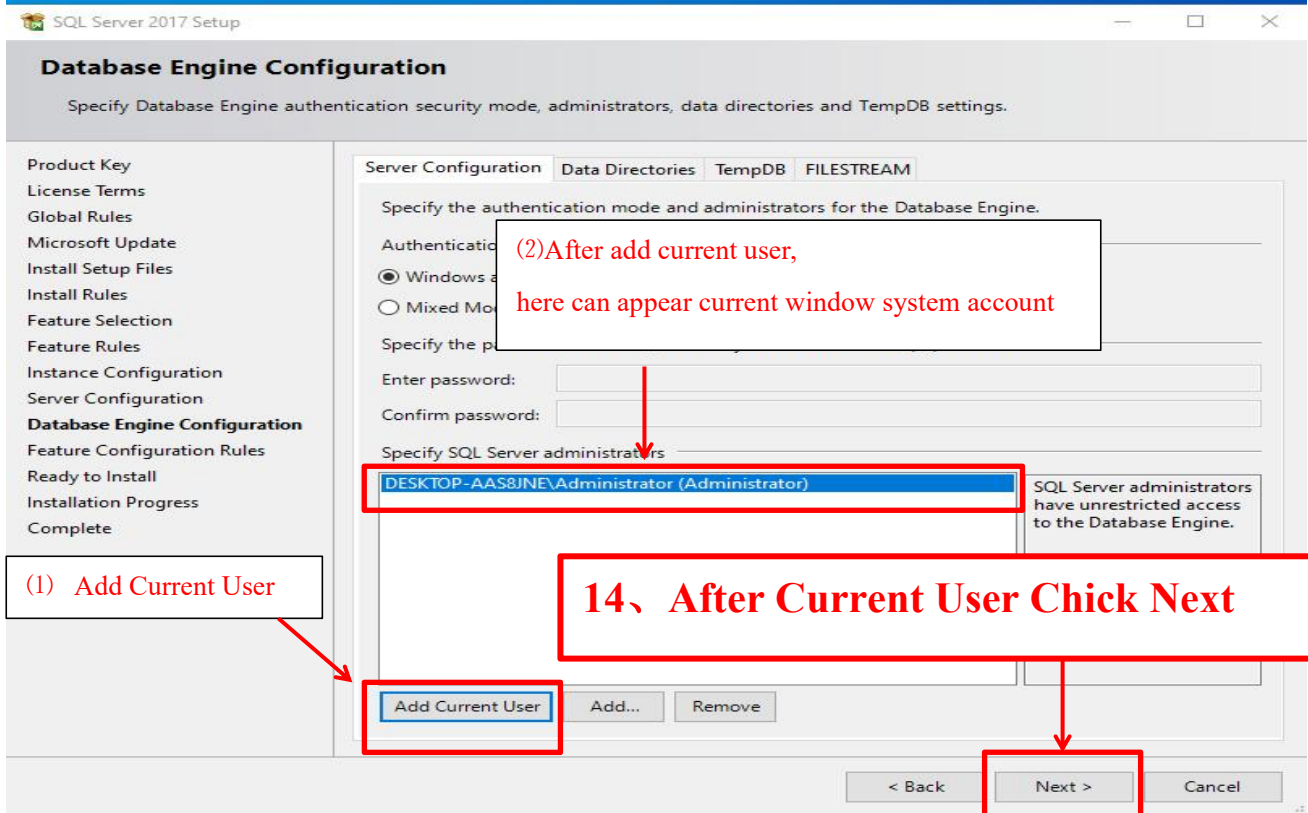 SQL Server 2017 Setup
Database Engine Configuration
Specify Database Engine authentication security mode, administrators, data directories and TempDB settings.
Product Key
License Terms
Global Rules
Microsoft Update
Install Setup Files
Install Rules
Feature Selection
Feature Rules
Instance Configuration
Server Configuration
Database Engine Configuration
Feature Configuration Rules
Ready to Install
Installation Progress
Complete
⑴ Add Current User
Server Configuration Data Directories TempDB FILESTREAM
Specify the authentication mode and administrators for the Database Engine.
Authenticatio
Windows a
Mixed Mo
⑵After add current user,
here can appear current window system account
Specify the p
Enter password:
Confirm password:
Specify SQL Server administrators
DESKTOP-AAS8JNE\Administrator (Administrator)
SQL Server administrators
have unrestricted access
to the Database Engine.
14、After Current User Chick Next
Add Current User Add... Remove
< Back Next > Cancel